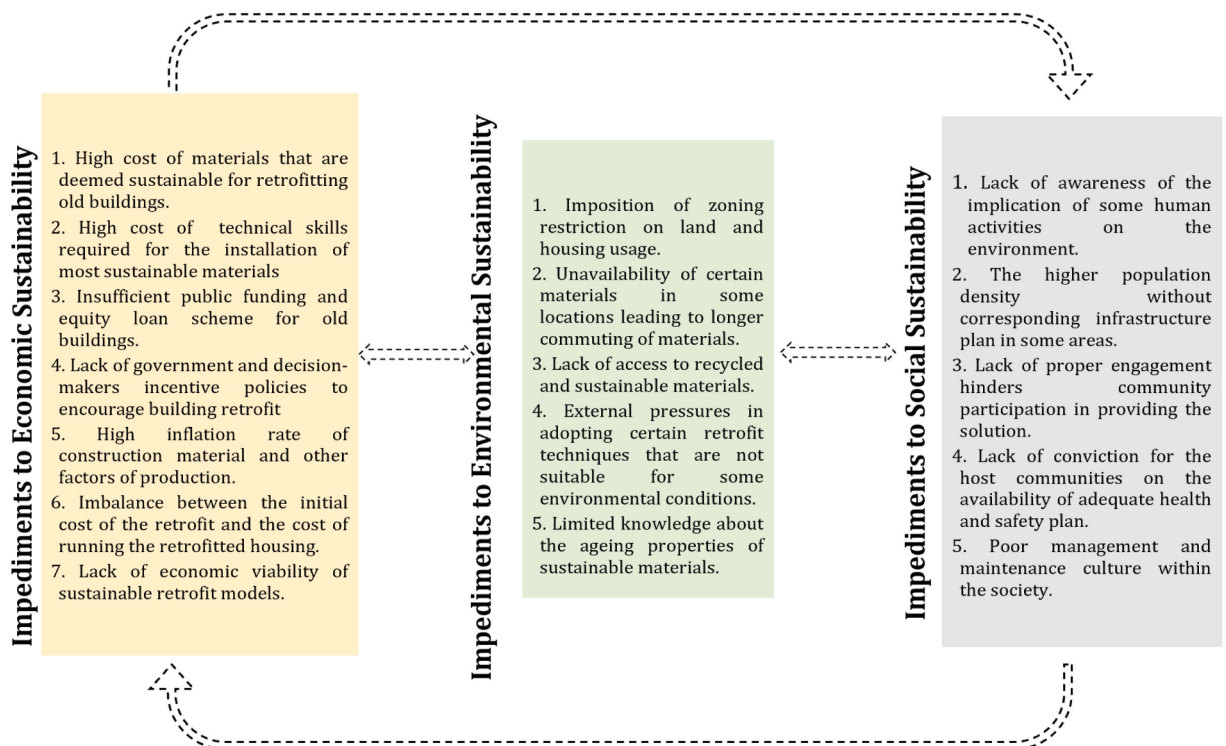 Impediments to Economic Sustainability
1. High cost of materials that are
deemed sustainable for retrofitting
old buildings.
2. High cost of technical skills
required for the installation of
most sustainable materials
3. Insufficient public funding and
equity loan scheme for old
buildings.
4. Lack of government and decision-
makers incentive policies to
encourage building retrofit
5. High inflation rate of
construction material and other
factors of production.
6. Imbalance between the initial
cost of the retrofit and the cost of
running the retrofitted housing.
7. Lack of economic viability of
sustainable retrofit models.
Impediments to Environmental Sustainability
1. Imposition of zoning
restriction on land and
housing usage.
2. Unavailability of certain
materials in some
locations leading to longer
commuting of materials.
3. Lack of access to recycled
and sustainable materials.
4. External pressures in
adopting certain retrofit
techniques that are not
suitable for some
environmental conditions.
5. Limited knowledge about
the ageing properties of
sustainable materials.
Impediments to Social Sustainability
1. Lack of awareness of the
implication of some human
activities on the
environment.
2. The higher population
density without
corresponding infrastructure
plan in some areas.
3. Lack of proper engagement
hinders community
participation in providing the
solution.
4. Lack of conviction for the
host communities on the
availability of adequate health
and safety plan.
5. Poor management and
maintenance culture within
the society.